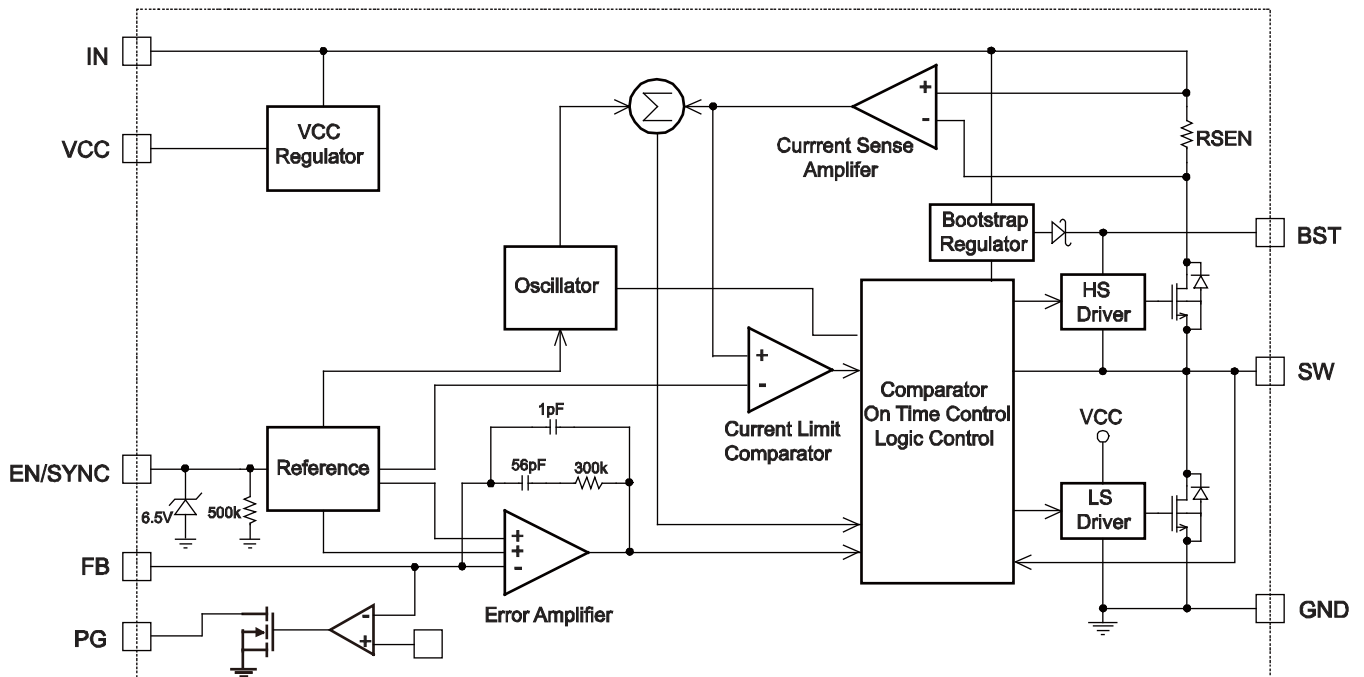 IN
VCC
VCC
Regulator
Σ
+
-
Currrent Sense
Amplifer
RSEN
Bootstrap
Regulator
BST
Oscillator
HS
Driver
+
-
Current Limit
Comparator
Comparator
On Time Control
Logic Control
SW
VCC
1pF
56pF
300k
EN/SYNC
Reference
6.5V
500k
LS
Driver
+
+
-
Error Amplifier
FB
-
+
PG
GND